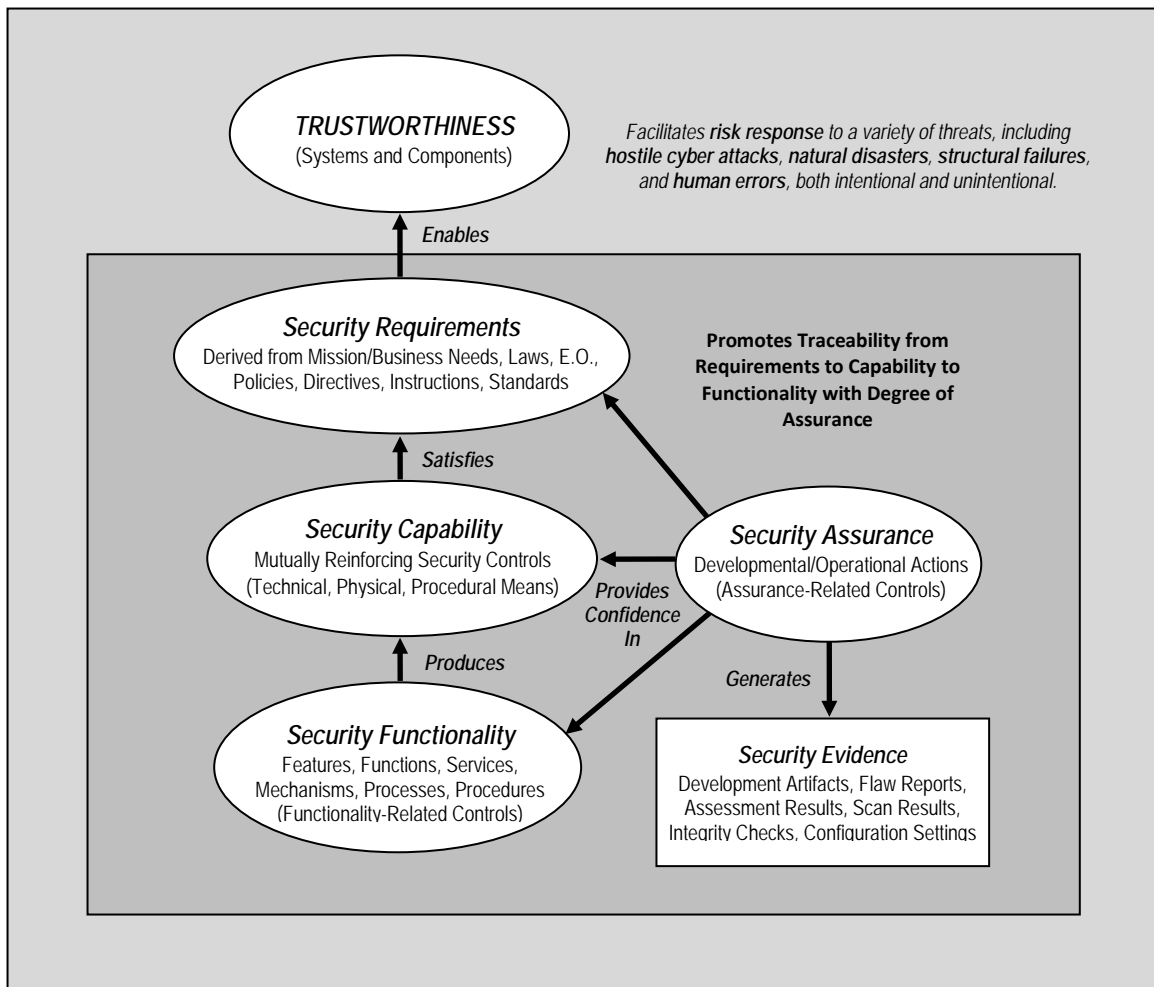 TRUSTWORTHINESS
(Systems and Components)
Facilitates risk response to a variety of threats, including
hostile cyber attacks, natural disasters, structural failures,
and human errors, both intentional and unintentional.
Enables
Security Requirements
Derived from Mission/Business Needs, Laws, E.O.,
Policies, Directives, Instructions, Standards
Promotes Traceability from
Requirements to Capability to
Functionality with Degree of
Assurance
Satisfies
Security Capability
Mutually Reinforcing Security Controls
(Technical, Physical, Procedural Means)
Security Assurance
Developmental/Operational Actions
(Assurance-Related Controls)
Provides
Confidence
In
Produces
Generates
Security Functionality
Features, Functions, Services,
Mechanisms, Processes, Procedures
(Functionality-Related Controls)
Security Evidence
Development Artifacts, Flaw Reports,
Assessment Results, Scan Results,
Integrity Checks, Configuration Settings